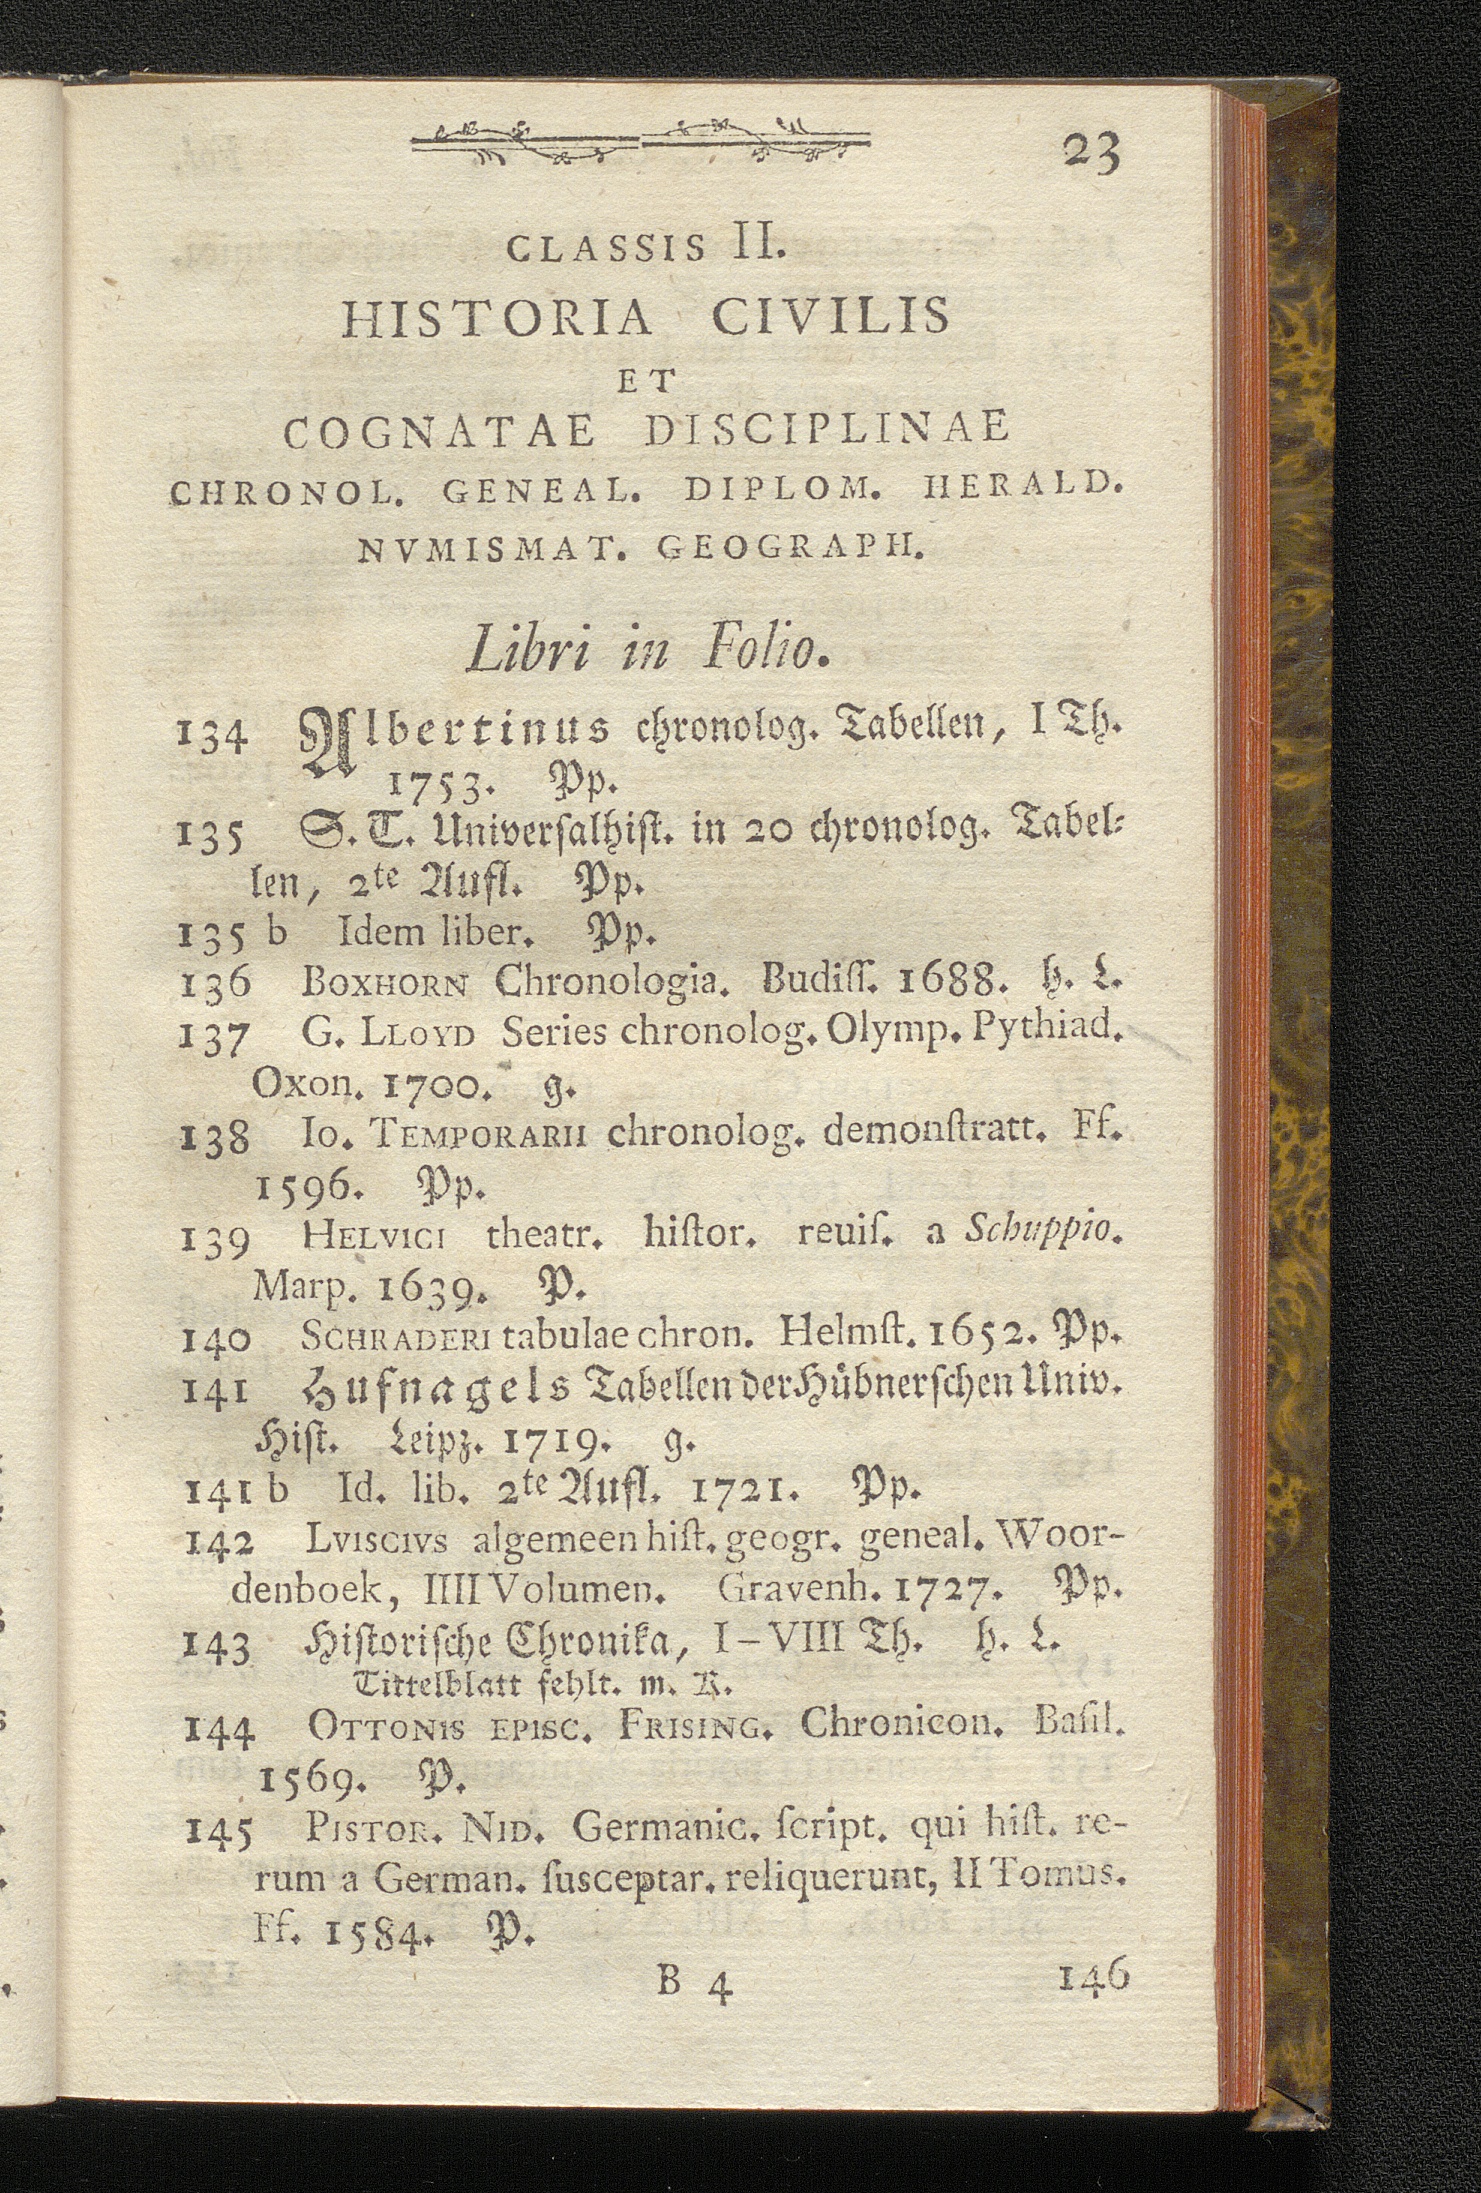 23
CLASSIS II.
HISTORIA CIVILIS
ET
COGNATAE DISCIPLINAE
CHRONOL. GENEAL. DIPLOM. HERALD.
NVMISMAT. GEOGRAPH.
Libri in Folio.
134 Albertinus chronolog. Tabellen, I Th.
1753. Pp.
135 S. T. Univerſalhiſt. in 20 chronolog. Tabel-
len, 2te Aufl. Pp.
135 b Idem liber. Pp.
136 BOXHORN Chronologia. Budiſſ. 1688. h. L.
137 G. LLOYD Series chronolog. Olymp. Pythiad.
Oxon. 1700. g.
138 Io. TEMPORARII chronolog. demonſtratt. Ff.
1596. Pp.
139 HELVICI theatr. hiſtor. reuiſ. a Schuppio.
Marp. 1639. P.
140 SCHRADERI tabulae chron. Helmſt. 1652. Pp.
141 Hufnagels Tabellen der Hübnerſchen Univ.
Hiſt. Leipz. 1719. g.
141 b Id. lib. 2te Aufl. 1721. Pp.
142 LVISCIVS algemeen hiſt. geogr. geneal. Woor-
denboek, IIII Volumen. Gravenh. 1727. Pp.
143 Hiſtoriſche Chronika, I–VIII Th. h. L.
Tittelblatt fehlt. m. K.
144 OTTONIS EPISC. FRISING. Chronicon. Baſil.
1569. P.
145 PISTOR. NID. Germanic. ſcript. qui hiſt. re-
rum a German. ſusceptar. reliquerunt, II Tomus.
Ff. 1584. P.
B 4 146